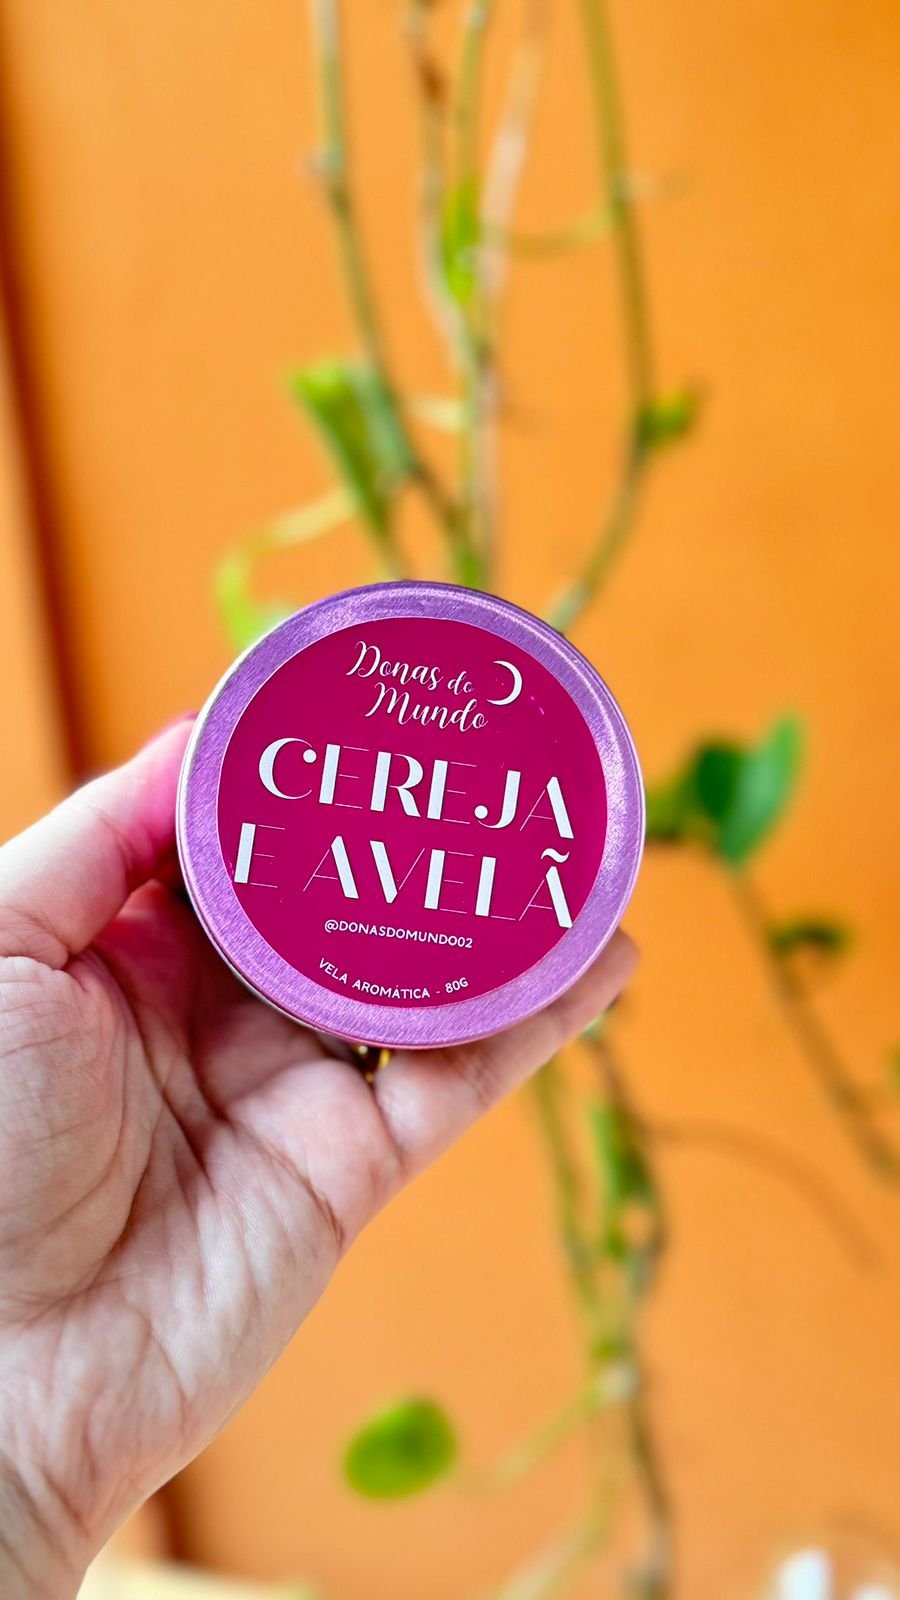 Donas do
Mundo
CEREJA
E AVELÃ
@DONASDOMUNDO02
VELA AROMÁTICA - 80G